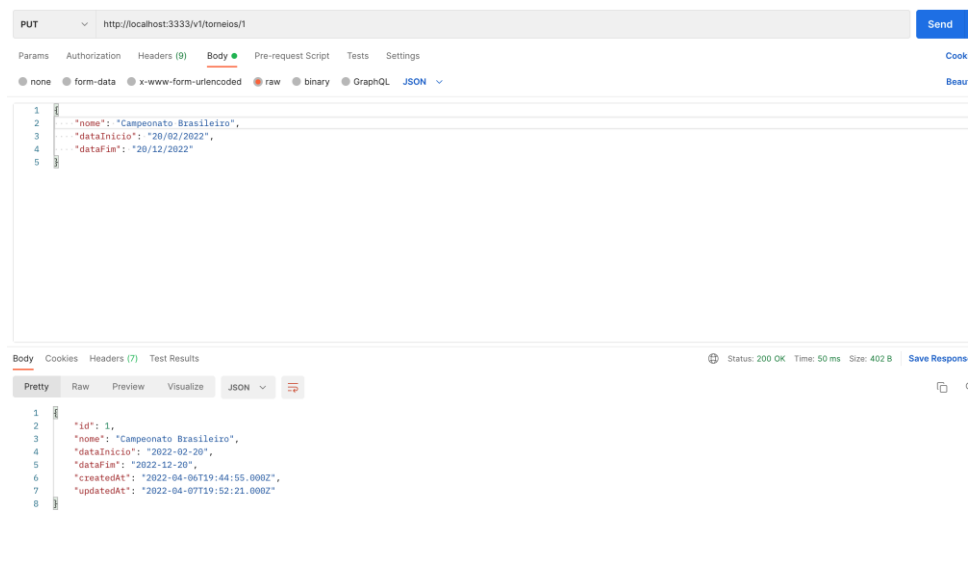 PUT http://localhost:3333/v1/torneios/1 Send
Params Authorization Headers (9) Body Pre-request Script Tests Settings Cook
none form-data x-www-form-urlencoded raw binary GraphQL JSON Beau
1 {
2 "nome": "Campeonato Brasileiro",
3 "dataInicio": "20/02/2022",
4 "dataFim": "20/12/2022"
5 }
Body Cookies Headers (7) Test Results Status: 200 OK Time: 50 ms Size: 402 B Save Respons
Pretty Raw Preview Visualize JSON
1 {
2 "id": 1,
3 "nome": "Campeonato Brasileiro",
4 "dataInicio": "2022-02-20",
5 "dataFim": "2022-12-20",
6 "createdAt": "2022-04-06T19:44:55.000Z",
7 "updatedAt": "2022-04-07T19:52:21.000Z"
8 }